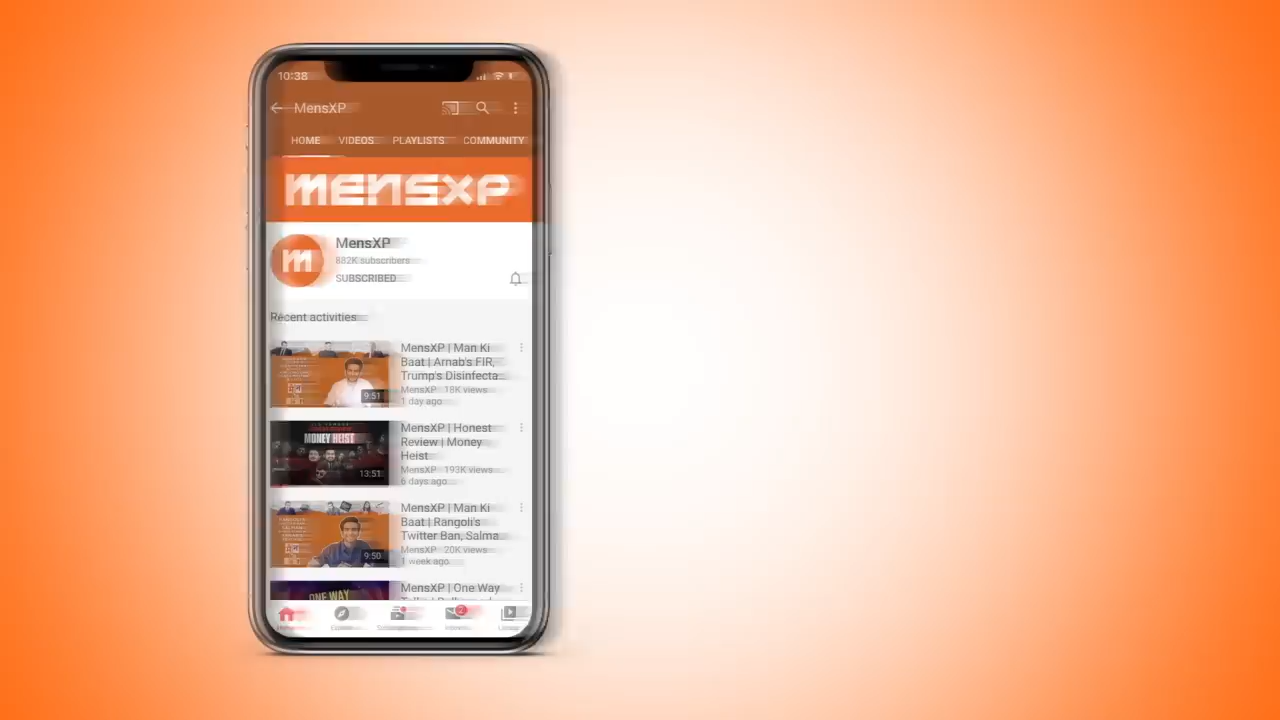 10:38
MensXP
HOME VIDEOS PLAYLISTS COMMUNITY
mensxp
m
MensXP
882K subscribers
SUBSCRIBED
Recent activities
MensXP | Man Ki
Baat | Arnab's FIR,
Trump's Disinfecta...
MensXP 18K views
1 day ago
9:51
MONEY HEIST
13:51
MensXP | Honest
Review | Money
Heist
MensXP 193K views
6 days ago
9:50
MensXP | Man Ki
Baat | Rangoli's
Twitter Ban, Salma
MensXP 20K views
1 week ago
ONE WAY
MensXP | One Way
2